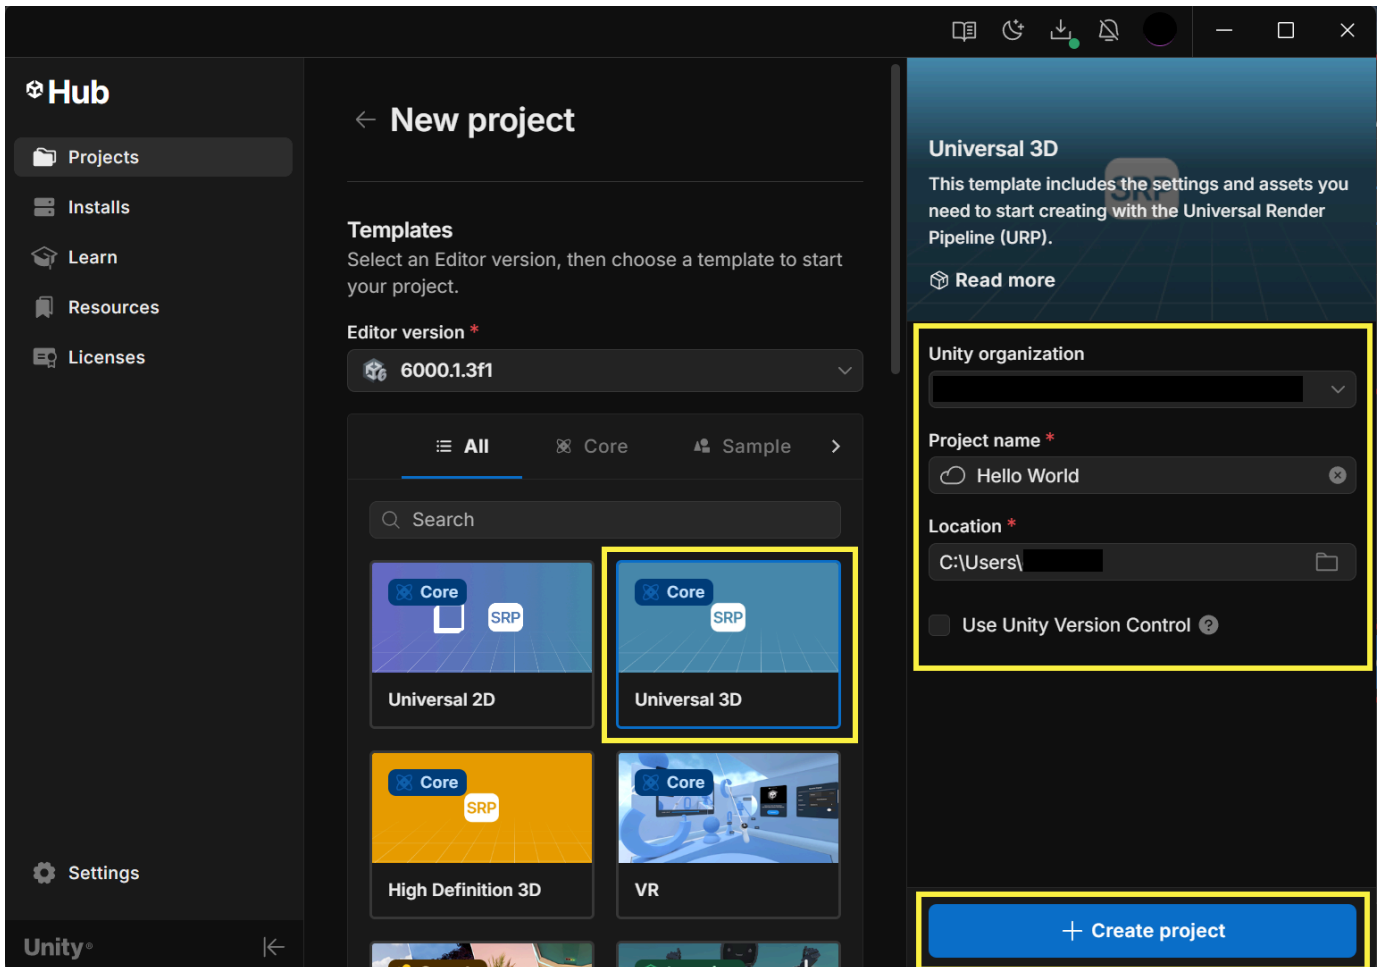 Hub
Projects
Installs
Learn
Resources
Licenses
Settings
Unity®
New project
Templates
Select an Editor version, then choose a template to start
your project.
Editor version *
6000.1.3f1
All
Core
Sample
Search
Core
SRP
Universal 2D
Core
SRP
Universal 3D
Core
SRP
High Definition 3D
Core
VR
Universal 3D
SRP
This template includes the settings and assets you
need to start creating with the Universal Render
Pipeline (URP).
Read more
Unity organization
Project name *
Hello World
Location *
C:\Users\
Use Unity Version Control ?
+ Create project